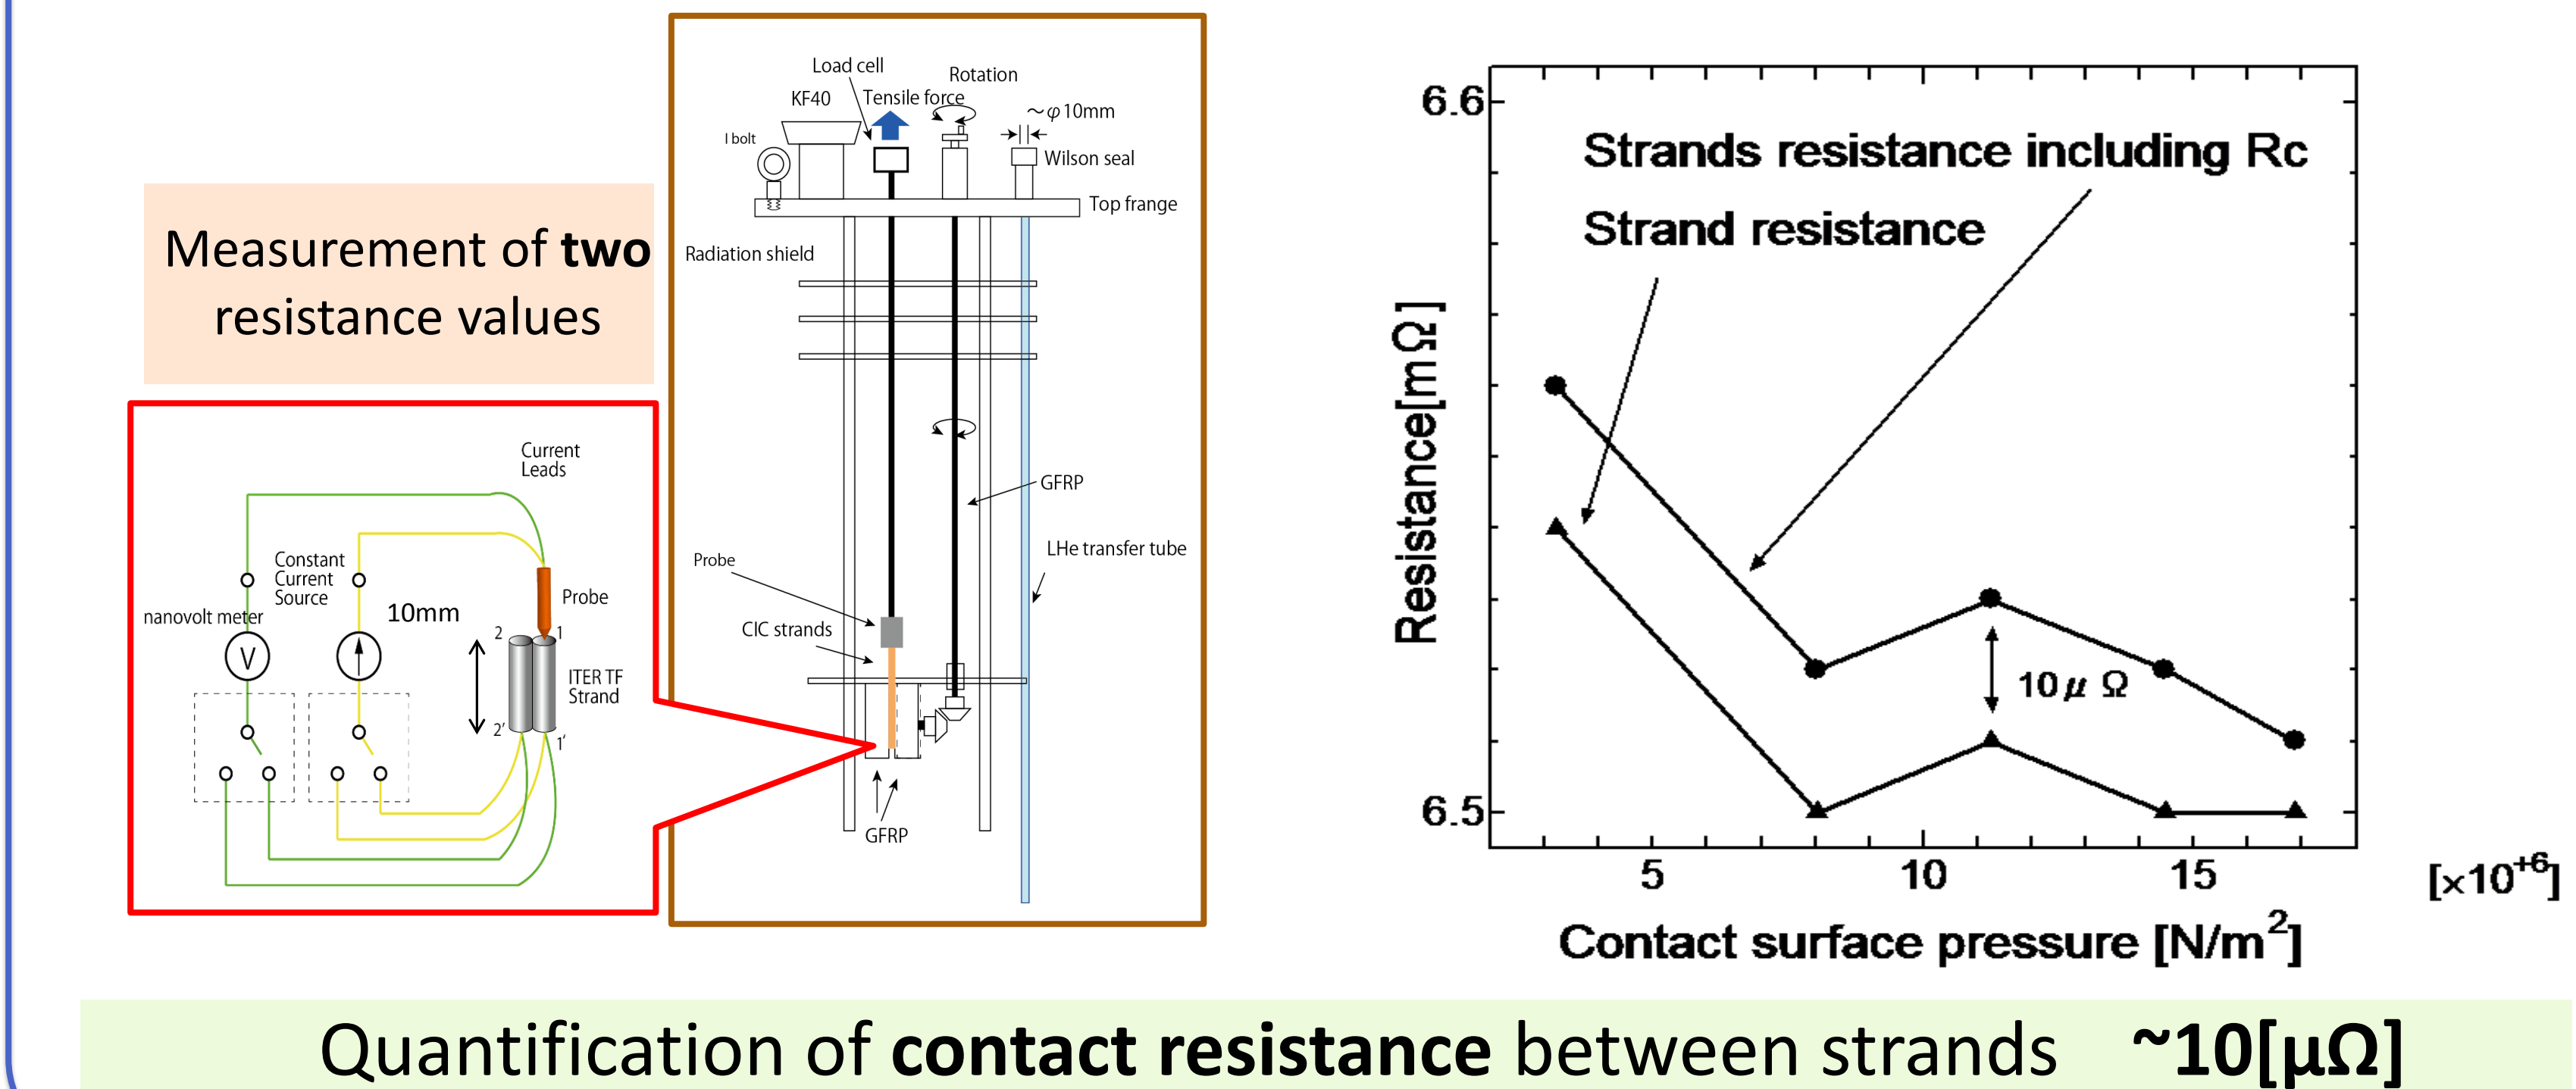 Measurement of two
resistance values
Current
Leads
Constant
Current
Source
nanovolt meter
10mm
Probe
2
1
V
ITER TF
Strand
2'
1'
Load cell
Rotation
KF40
Tensile force
～φ10mm
I bolt
Wilson seal
Top frange
Radiation shield
GFRP
LHe transfer tube
Probe
CIC strands
GFRP
6.6
Strands resistance including Rc
Strand resistance
Resistance[mΩ]
10μ Ω
6.5
5
10
15
[×10+6]
Contact surface pressure [N/m2]
Quantification of contact resistance between strands ~10[μΩ]